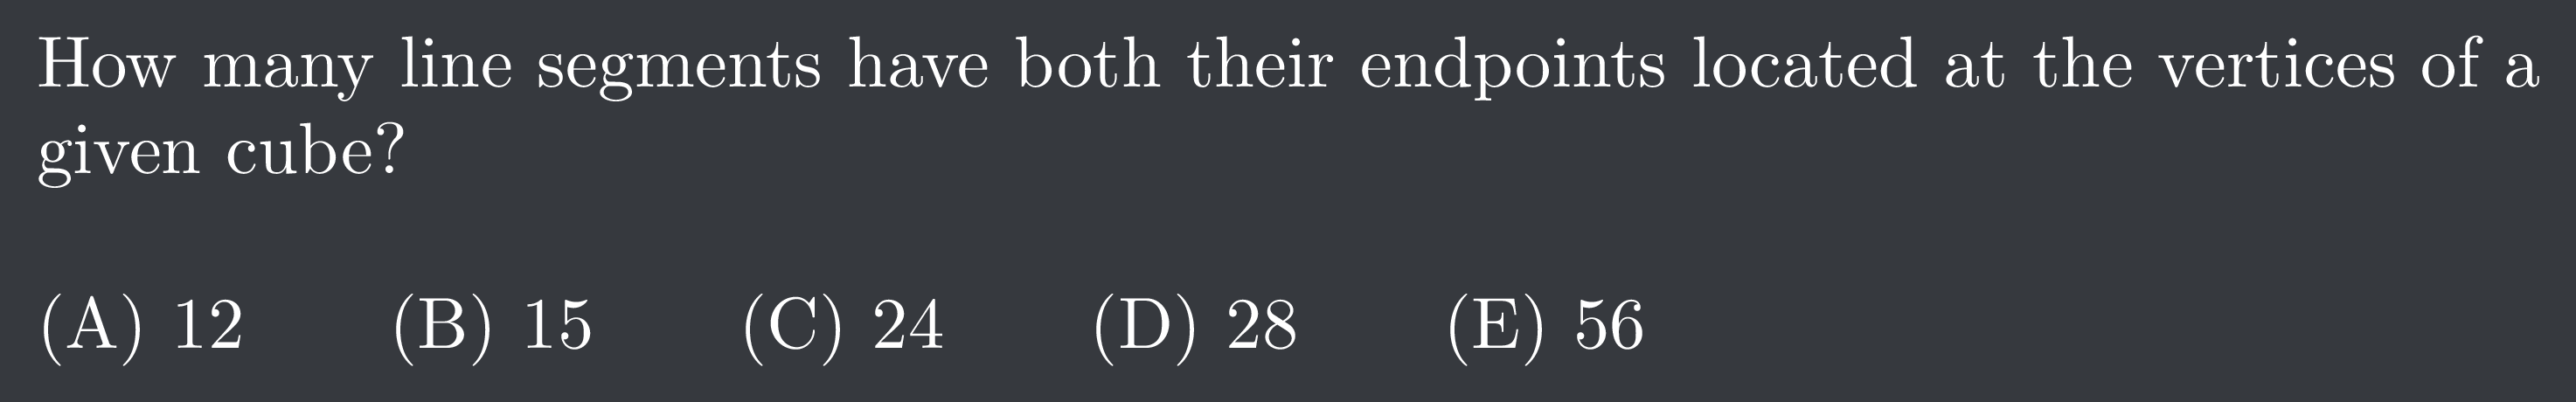 How many line segments have both their endpoints located at the vertices of a
given cube?
(A) 12 (B) 15 (C) 24 (D) 28 (E) 56